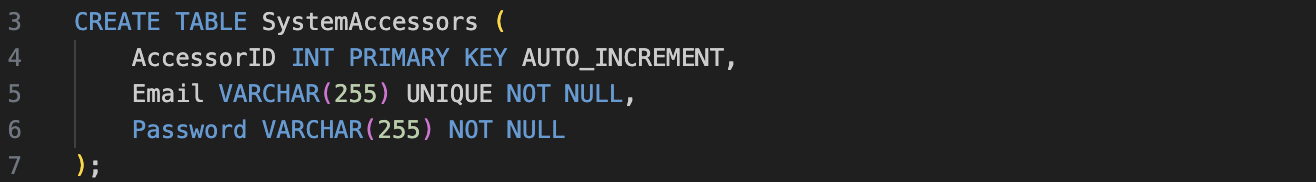 3 CREATE TABLE SystemAccessors (
4 AccessorID INT PRIMARY KEY AUTO_INCREMENT,
5 Email VARCHAR(255) UNIQUE NOT NULL,
6 Password VARCHAR(255) NOT NULL
7 );